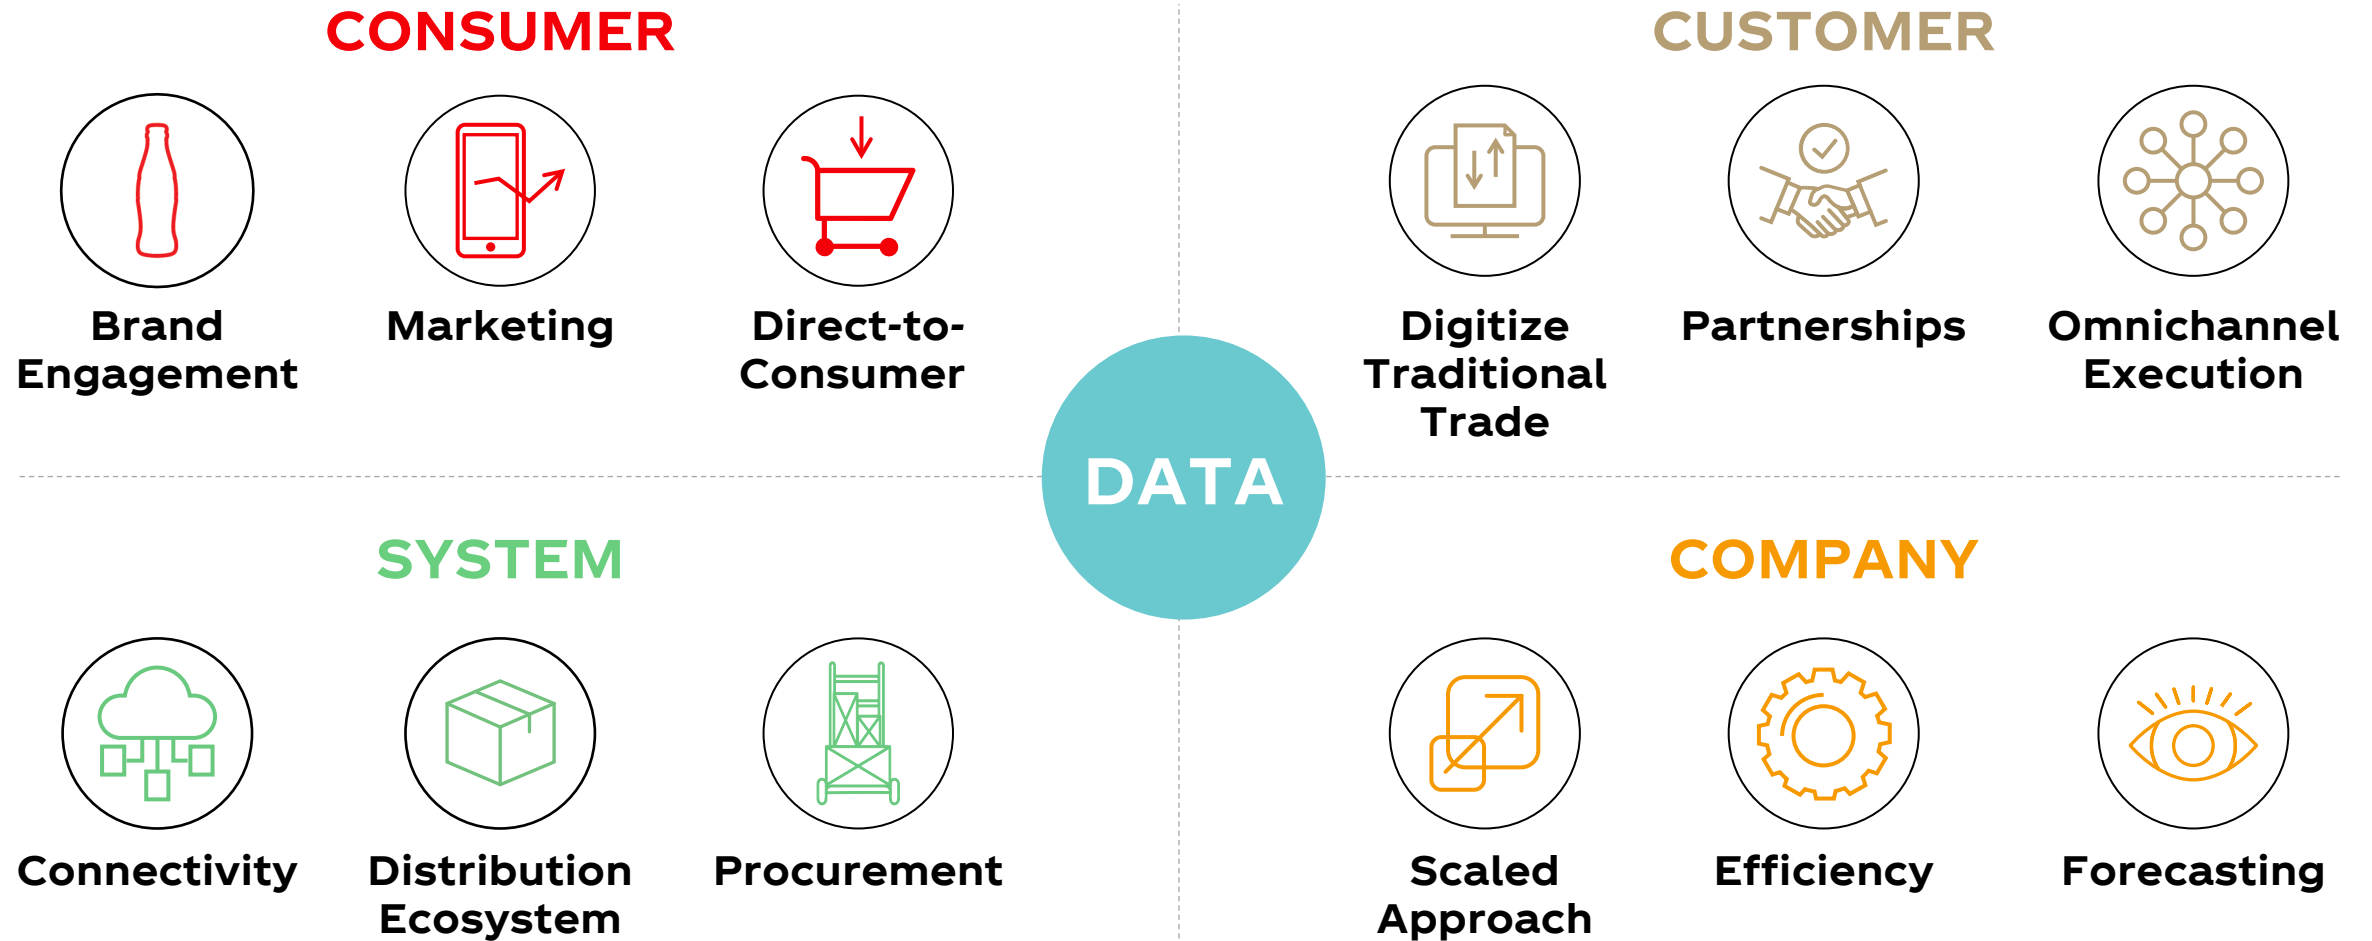 CONSUMER
Brand
Engagement
Marketing
Direct-to-
Consumer
CUSTOMER
Digitize
Traditional
Trade
Partnerships
Omnichannel
Execution
DATA
SYSTEM
Connectivity
Distribution
Ecosystem
Procurement
COMPANY
Scaled
Approach
Efficiency
Forecasting